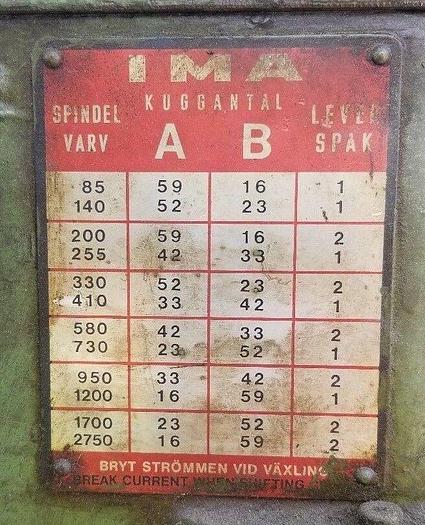 IMA
KUGGANTAL
SPINDEL VARV A B LEVER SPAK
85 59 16 1
140 52 23 1
200 59 16 2
255 42 33 1
330 52 23 2
410 33 42 1
580 42 33 2
730 23 52 1
950 33 42 2
1200 16 59 1
1700 23 52 2
2750 16 59 2
BRYT STRÖMMEN VID VÄXLING
BREAK CURRENT WHEN SHIFTING